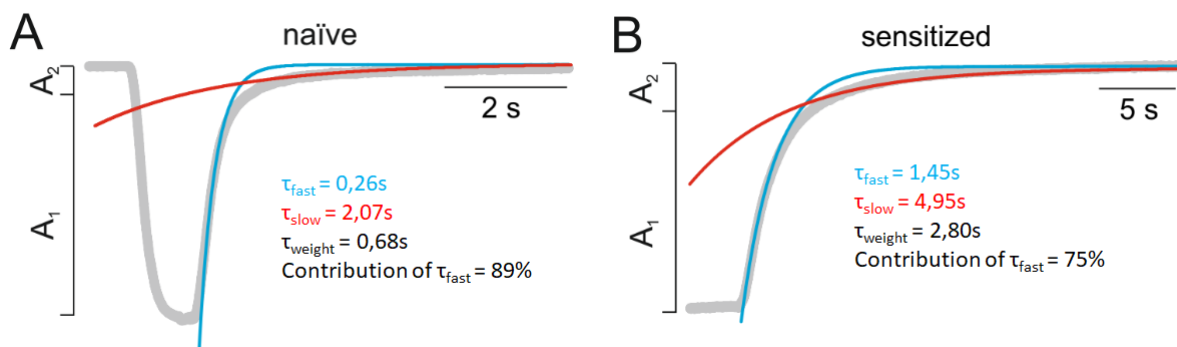 A
naïve
A2
A1
2 s
τfast = 0,26s
τslow = 2,07s
τweight = 0,68s
Contribution of τfast = 89%
B
sensitized
A2
A1
5 s
τfast = 1,45s
τslow = 4,95s
τweight = 2,80s
Contribution of τfast = 75%